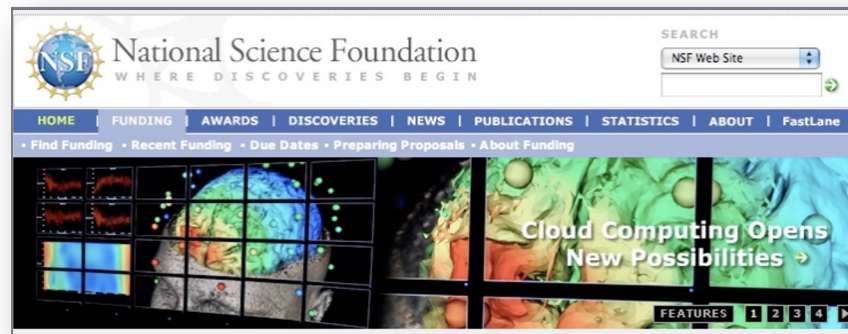 NSF
National Science Foundation
WHERE DISCOVERIES BEGIN
SEARCH
NSF Web Site
HOME | FUNDING | AWARDS | DISCOVERIES | NEWS | PUBLICATIONS | STATISTICS | ABOUT | FastLane
• Find Funding • Recent Funding • Due Dates • Preparing Proposals • About Funding
Cloud Computing Opens
New Possibilities
FEATURES 1 2 3 4